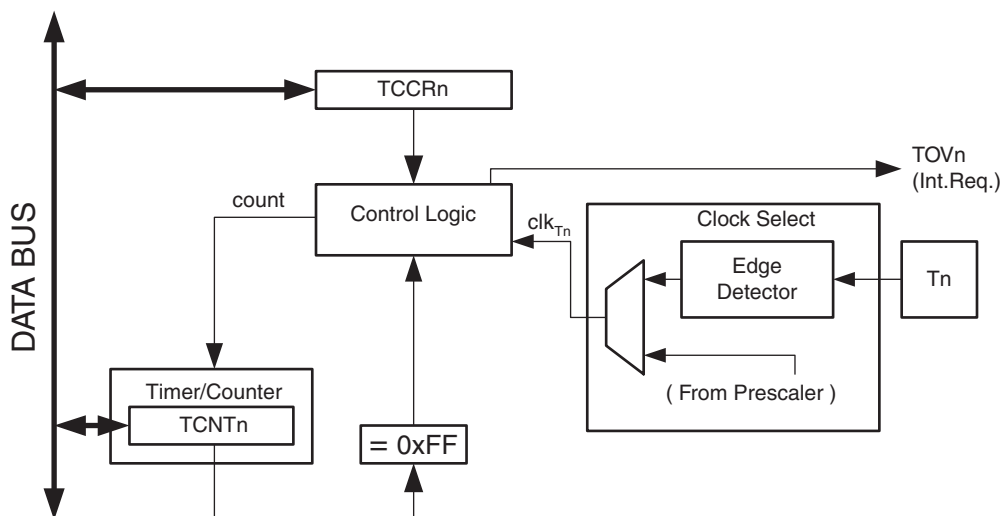 DATA BUS
TCCRn
TOVn
(Int.Req.)
count
Control Logic
clkTn
Clock Select
Edge
Detector
Tn
( From Prescaler )
Timer/Counter
TCNTn
= 0xFF